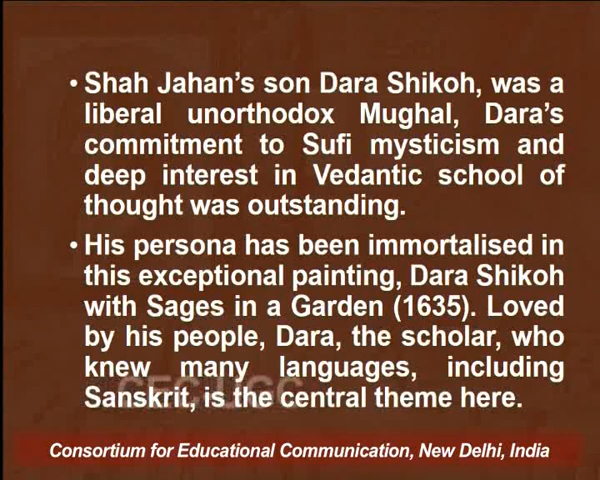 • Shah Jahan's son Dara Shikoh, was a
liberal unorthodox Mughal, Dara's
commitment to Sufi mysticism and
deep interest in Vedantic school of
thought was outstanding.
• His persona has been immortalised in
this exceptional painting, Dara Shikoh
with Sages in a Garden (1635). Loved
by his people, Dara, the scholar, who
knew many languages, including
Sanskrit, is the central theme here.
CEC-UGC
Consortium for Educational Communication, New Delhi, India